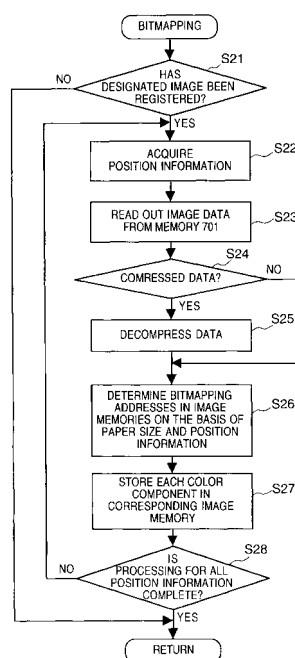 BITMAPPING
S21
HAS
DESIGNATED IMAGE BEEN
REGISTERED?
NO
YES
S22
ACQUIRE
POSITION INFORMATION
S23
READ OUT IMAGE DATA
FROM MEMORY 701
S24
COMRESSED DATA?
NO
YES
S25
DECOMPRESS DATA
S26
DETERMINE BITMAPPING
ADDRESSES IN IMAGE
MEMORIES ON THE BASIS OF
PAPER SIZE AND POSITION
INFORMATION
S27
STORE EACH COLOR
COMPONENT IN
CORRESPONDING IMAGE
MEMORY
S28
IS
PROCESSING FOR ALL
POSITION INFORMATION
COMPLETE?
NO
YES
RETURN